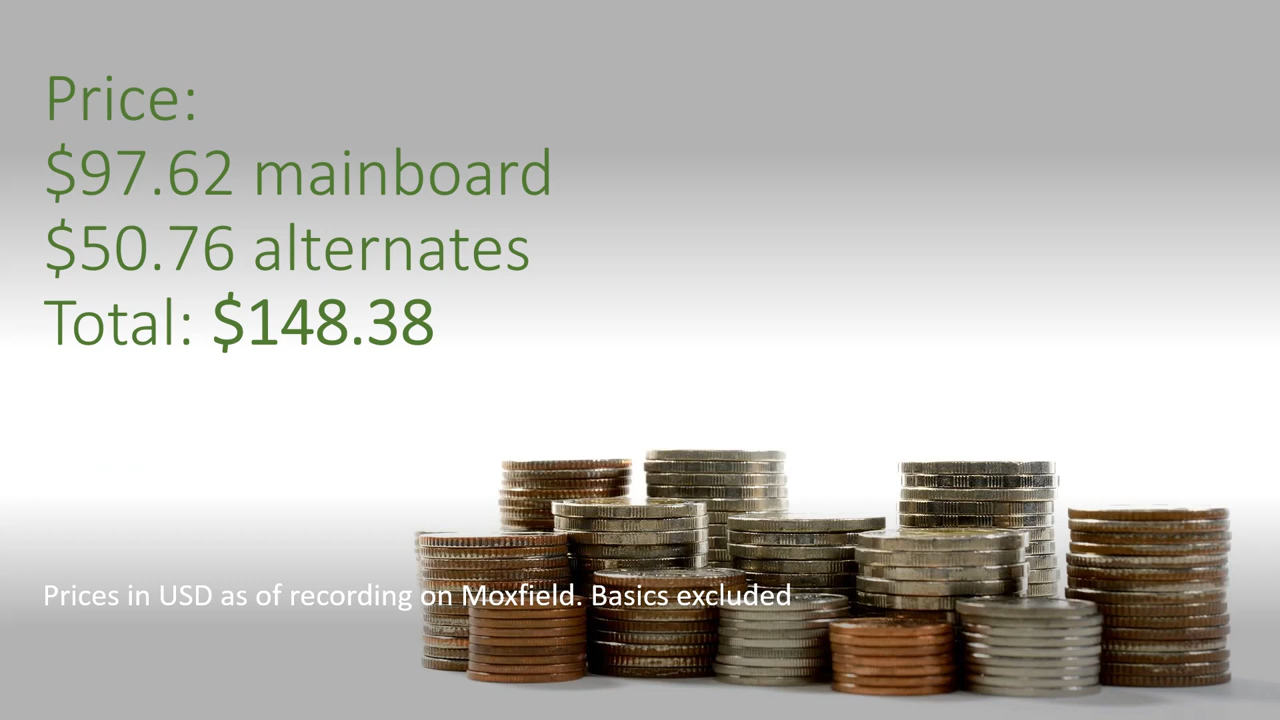 Price:
$97.62 mainboard
$50.76 alternates
Total: $148.38
Prices in USD as of recording on Moxfield. Basics excluded